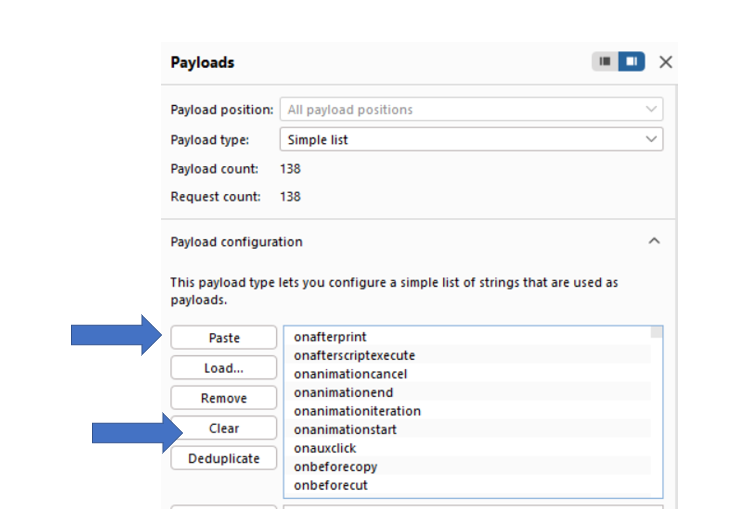 Payloads
Payload position: All payload positions
Payload type: Simple list
Payload count: 138
Request count: 138
Payload configuration
This payload type lets you configure a simple list of strings that are used as
payloads.
Paste
Load...
Remove
Clear
Deduplicate
onafterprint
onafterscriptexecute
onanimationcancel
onanimationend
onanimationiteration
onanimationstart
onauxclick
onbeforecopy
onbeforecut